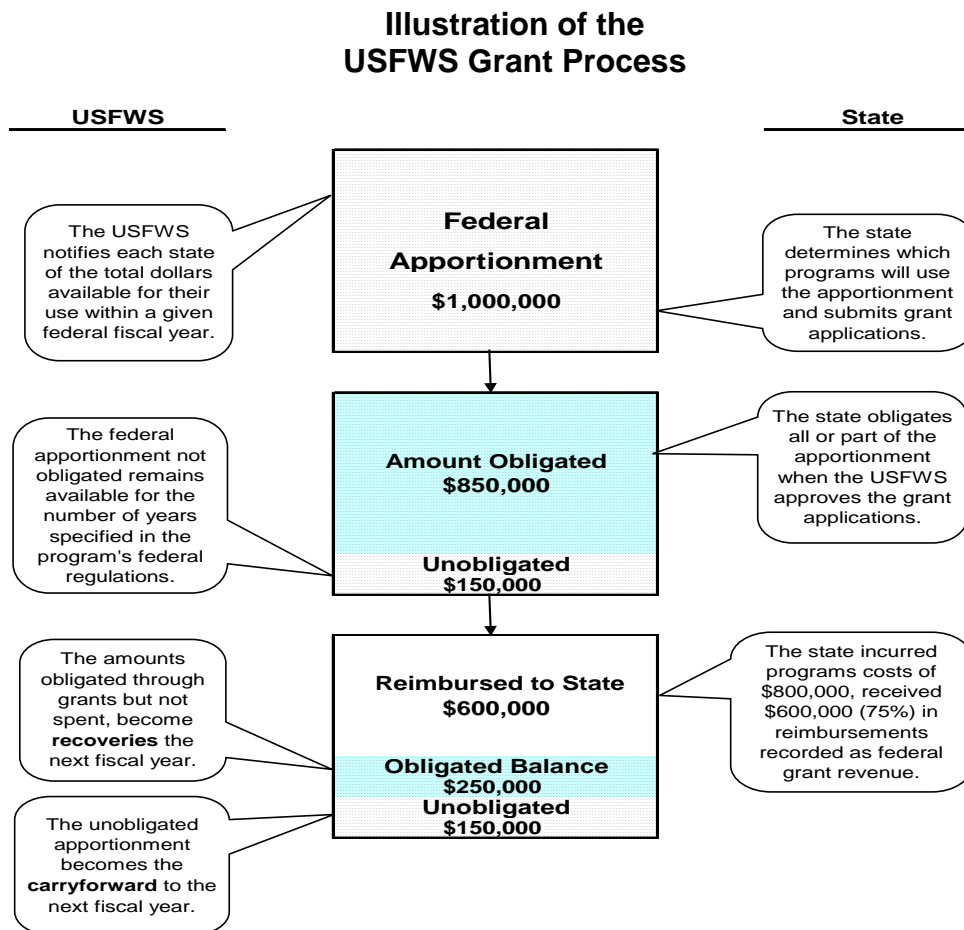 Illustration of the
USFWS Grant Process
USFWS
State
Federal
Apportionment
$1,000,000
The USFWS
notifies each state
of the total dollars
available for their
use within a given
federal fiscal year.
The state
determines which
programs will use
the apportionment
and submits grant
applications.
Amount Obligated
$850,000
Unobligated
$150,000
The federal
apportionment not
obligated remains
available for the
number of years
specified in the
program's federal
regulations.
The state obligates
all or part of the
apportionment
when the USFWS
approves the grant
applications.
Reimbursed to State
$600,000
Obligated Balance
$250,000
Unobligated
$150,000
The amounts
obligated through
grants but not
spent, become
recoveries the
next fiscal year.
The state incurred
programs costs of
$800,000, received
$600,000 (75%) in
reimbursements
recorded as federal
grant revenue.
The unobligated
apportionment
becomes the
carryforward to the
next fiscal year.